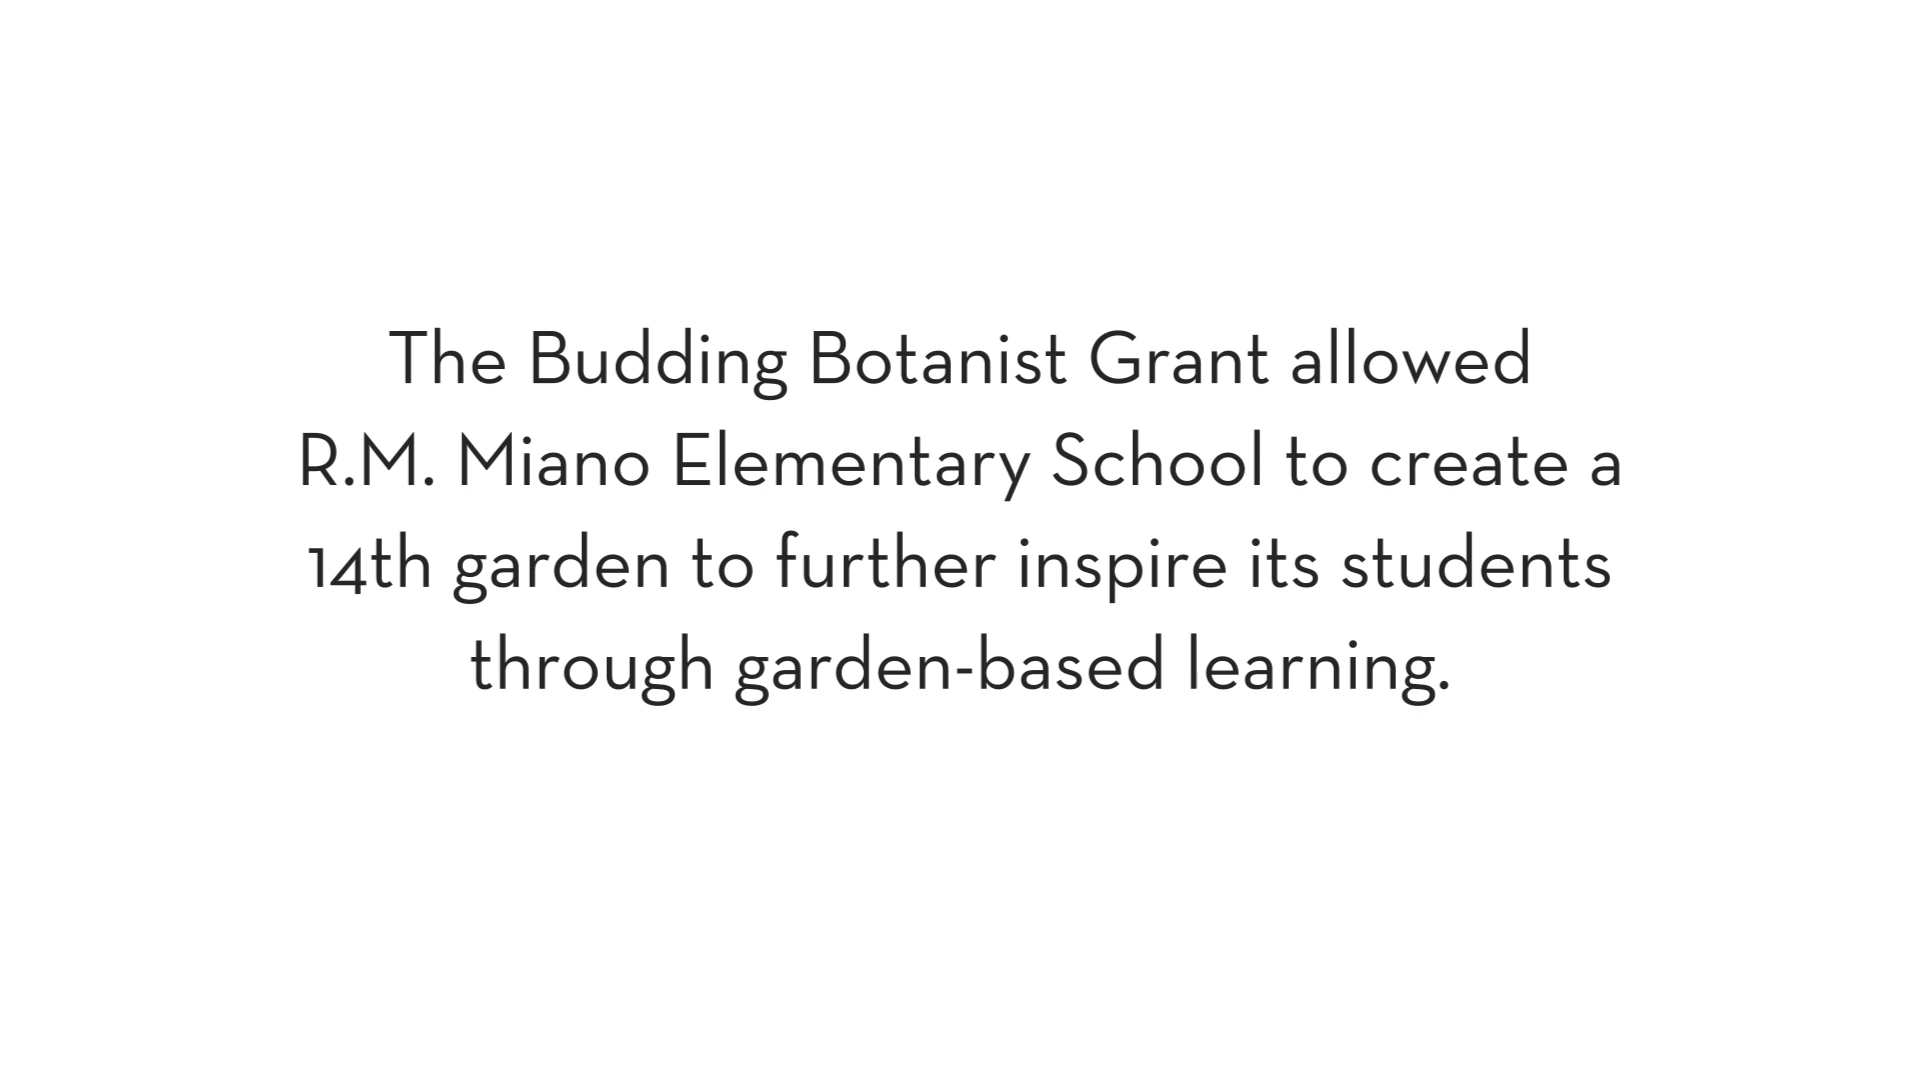 The Budding Botanist Grant allowed
R.M. Miano Elementary School to create a
14th garden to further inspire its students
through garden-based learning.